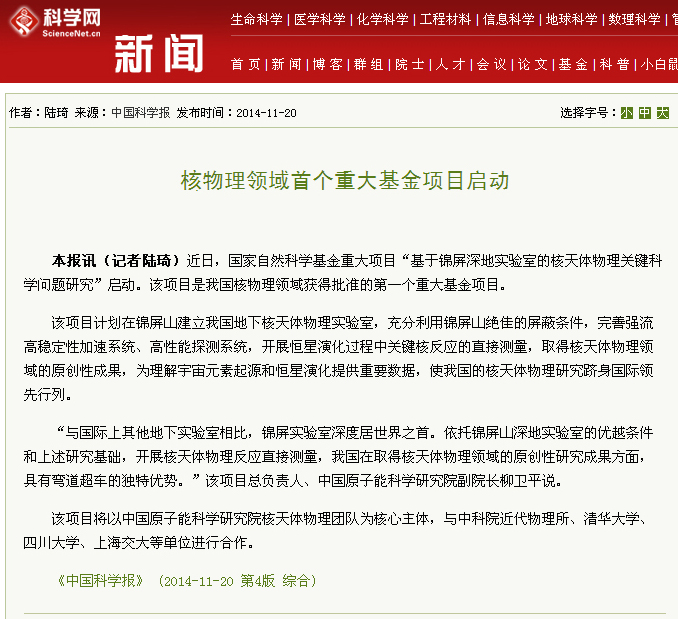 科学网
ScienceNet.cn
新闻
生命科学 | 医学科学 | 化学科学 | 工程材料 | 信息科学 | 地球科学 | 数理科学 |
首 页 | 新 闻 | 博 客 | 群 组 | 院 士 | 人 才 | 会 议 | 论 文 | 基 金 | 科 普 | 小白鼠
作者：陆琦 来源：中国科学报 发布时间：2014-11-20
选择字号：小 中 大
核物理领域首个重大基金项目启动
本报讯（记者陆琦）近日，国家自然科学基金重大项目“基于锦屏深地实验室的核天体物理关键科
学问题研究”启动。该项目是我国核物理领域获得批准的第一个重大基金项目。
该项目计划在锦屏山建立我国地下核天体物理实验室，充分利用锦屏山绝佳的屏蔽条件，完善强流
高稳定性加速系统、高性能探测系统，开展恒星演化过程中关键核反应的直接测量，取得核天体物理领
域的原创性成果，为理解宇宙元素起源和恒星演化提供重要数据，使我国的核天体物理研究跻身国际领
先行列。
“与国际上其他地下实验室相比，锦屏实验室深度居世界之首。依托锦屏山深地实验室的优越条件
和上述研究基础，开展核天体物理反应直接测量，我国在取得核天体物理领域的原创性研究成果方面，
具有弯道超车的独特优势。”该项目总负责人、中国原子能科学研究院副院长柳卫平说。
该项目将以中国原子能科学研究院核天体物理团队为核心主体，与中科院近代物理所、清华大学、
四川大学、上海交大等单位进行合作。
《中国科学报》 (2014-11-20 第4版 综合)